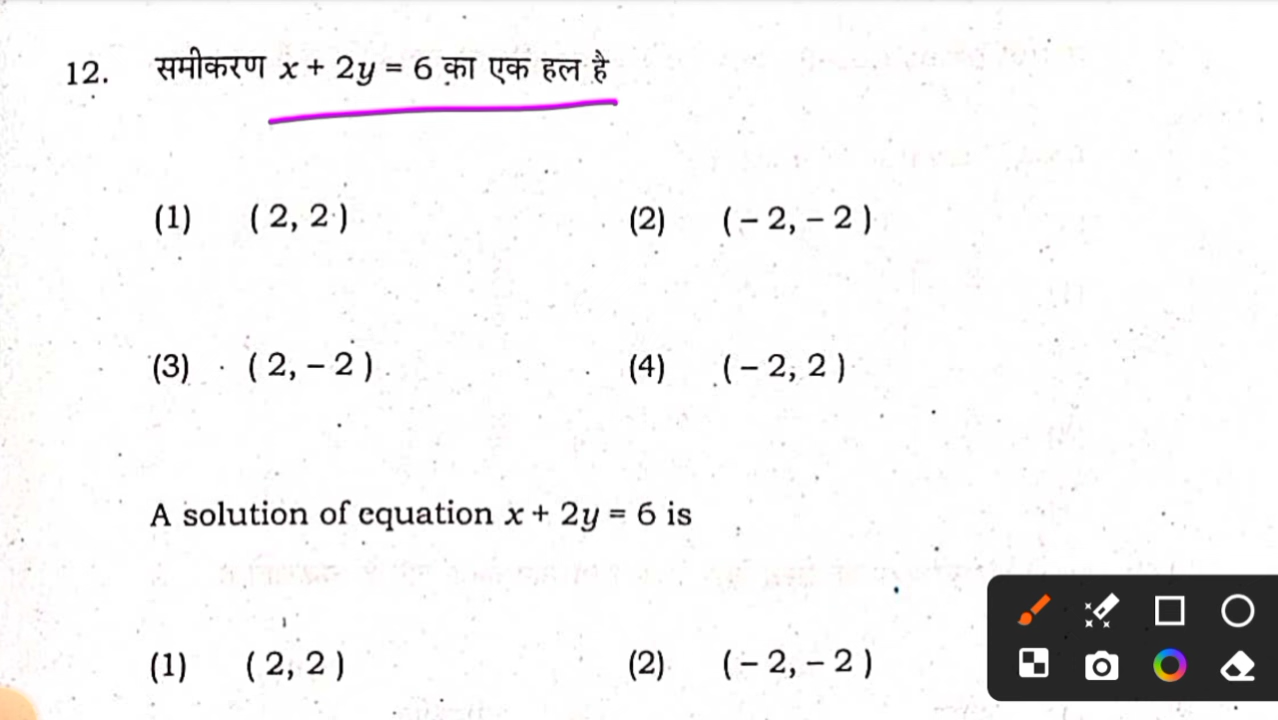 12. समीकरण x + 2y = 6 का एक हल है
(1) ( 2, 2 ) (2) ( – 2, – 2 )
(3) ( 2, – 2 ) (4) ( – 2, 2 )
A solution of equation x + 2y = 6 is
(1) ( 2, 2 ) (2) ( – 2, – 2 )